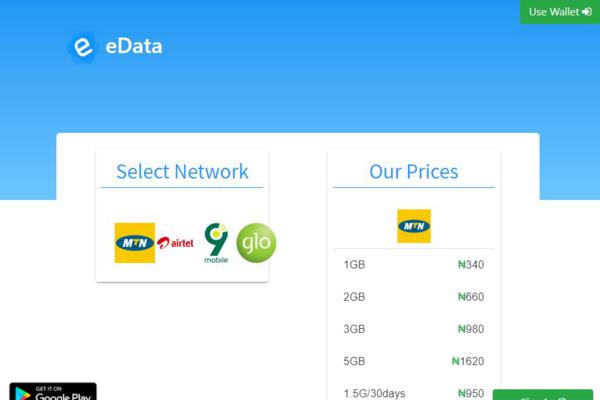 Use Wallet
eData
Select Network
MTN
airtel
9
mobile
glo
Our Prices
MTN
1GB ₦340
2GB ₦660
3GB ₦980
5GB ₦1620
1.5G/30days ₦950
GET IT ON
Google Play